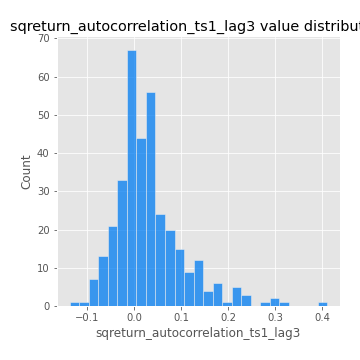 sqreturn_autocorrelation_ts1_lag3 value distribut
70
60
50
40
30
20
10
0
Count
−0.1 0.0 0.1 0.2 0.3 0.4
sqreturn_autocorrelation_ts1_lag3